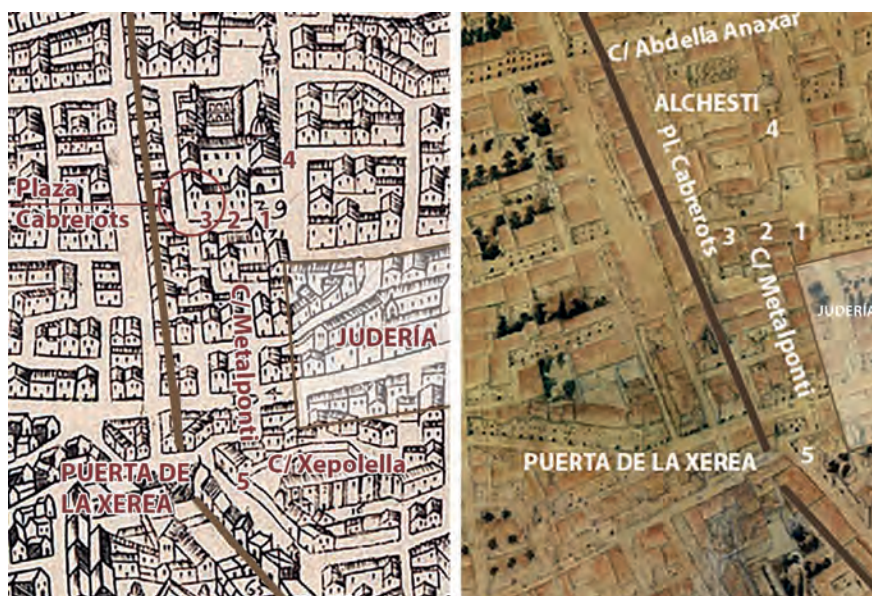 4
Plaza
Cabrerots
3 2 1
39
C/ Metalponti
JUDERÍA
PUERTA DE
LA XEREA
5
C/ Xepolella
C/ Abdella Anaxar
ALCHESTI
4
Pl. Cabrerots
3 2 1
C/ Metalponti
JUDERÍA
PUERTA DE LA XEREA
5